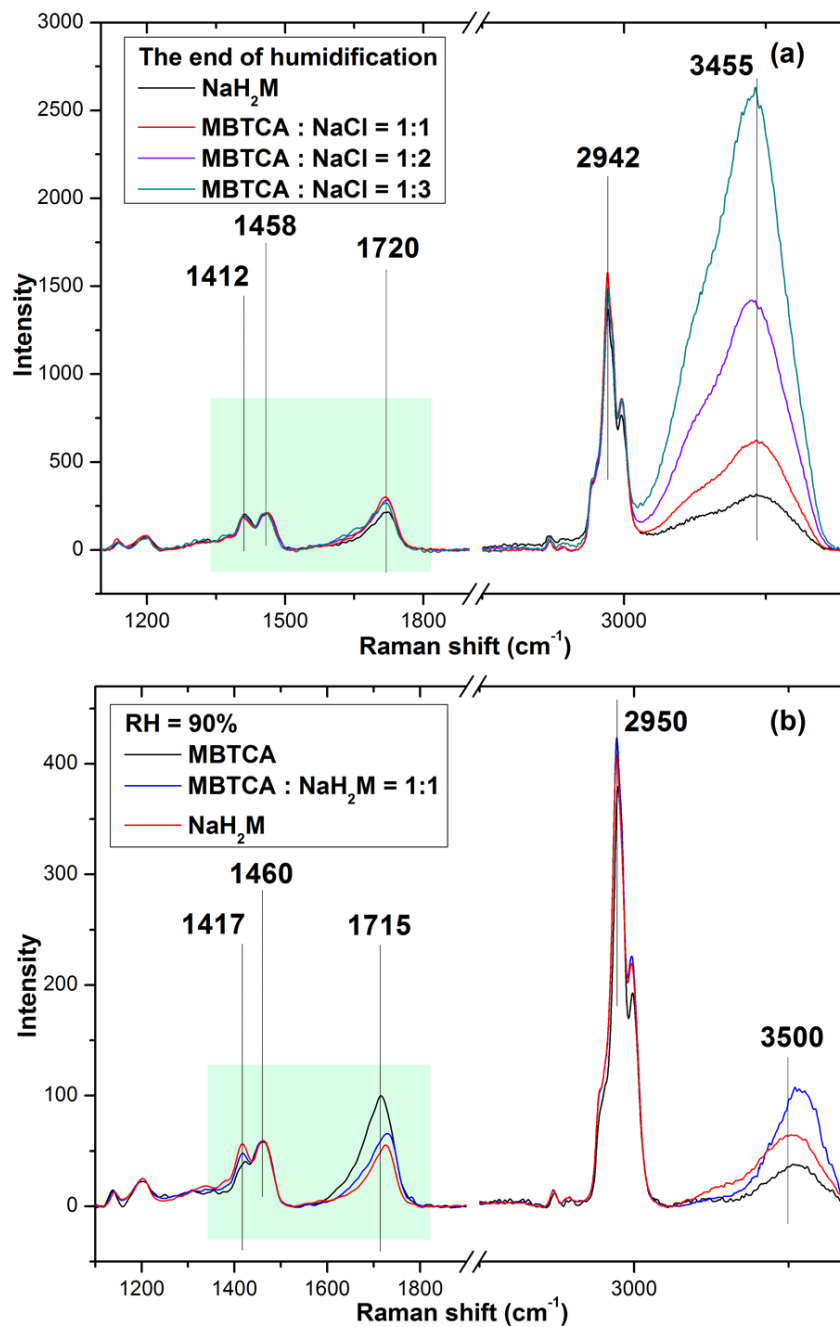 3000
2500
2000
1500
1000
500
0
Intensity
The end of humidification
NaH₂M
MBTCA : NaCl = 1:1
MBTCA : NaCl = 1:2
MBTCA : NaCl = 1:3
(a)
3455
2942
1458
1412
1720
1200
1500
1800
3000
Raman shift (cm⁻¹)
400
300
200
100
0
Intensity
RH = 90%
MBTCA
MBTCA : NaH₂M = 1:1
NaH₂M
(b)
2950
1460
1417
1715
3500
1200
1400
1600
1800
3000
Raman shift (cm⁻¹)